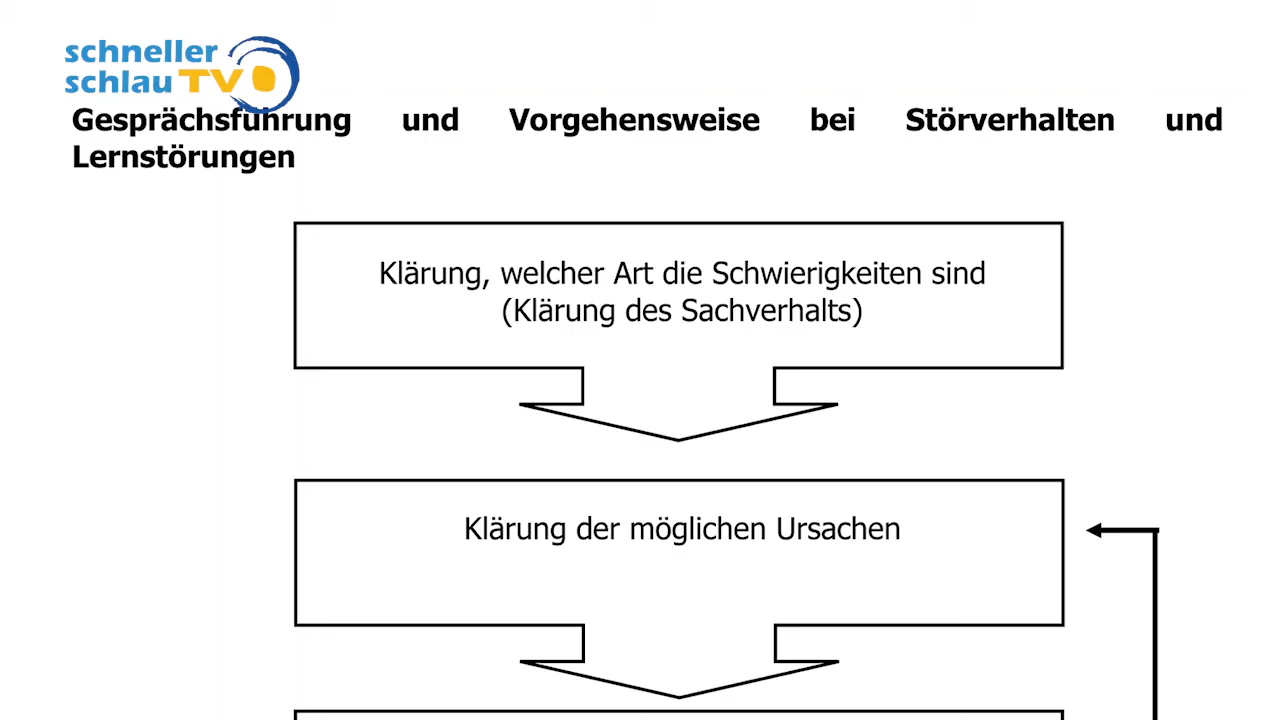 schneller
schlau TV
Gesprächsführung und Vorgehensweise bei Störverhalten und
Lernstörungen
Klärung, welcher Art die Schwierigkeiten sind
(Klärung des Sachverhalts)
Klärung der möglichen Ursachen